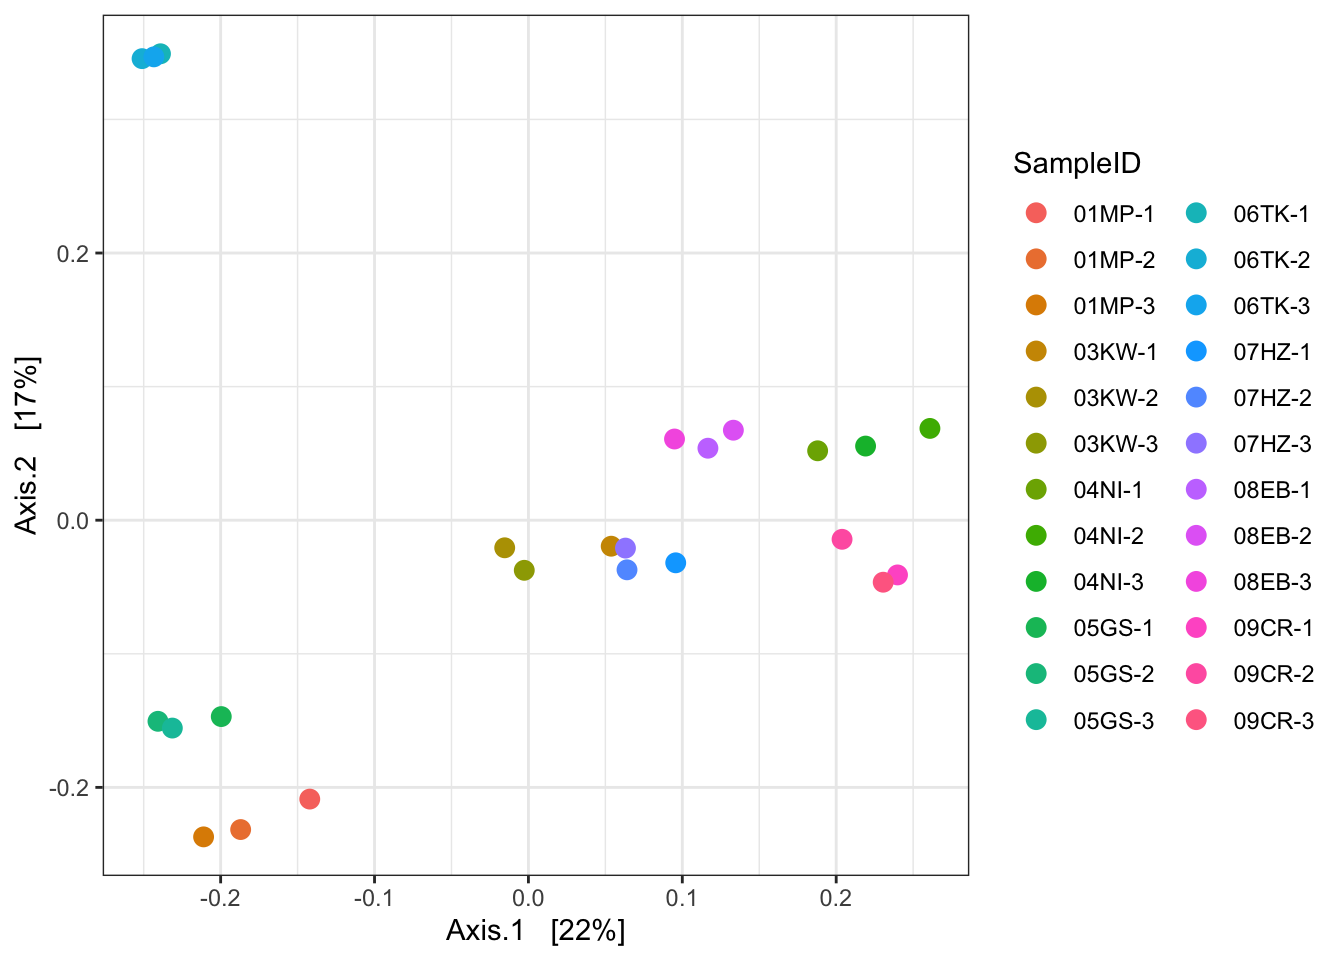 0.2
0.0
-0.2
Axis.2 [17%]
-0.2 -0.1 0.0 0.1 0.2
Axis.1 [22%]
SampleID
01MP-1 06TK-1
01MP-2 06TK-2
01MP-3 06TK-3
03KW-1 07HZ-1
03KW-2 07HZ-2
03KW-3 07HZ-3
04NI-1 08EB-1
04NI-2 08EB-2
04NI-3 08EB-3
05GS-1 09CR-1
05GS-2 09CR-2
05GS-3 09CR-3